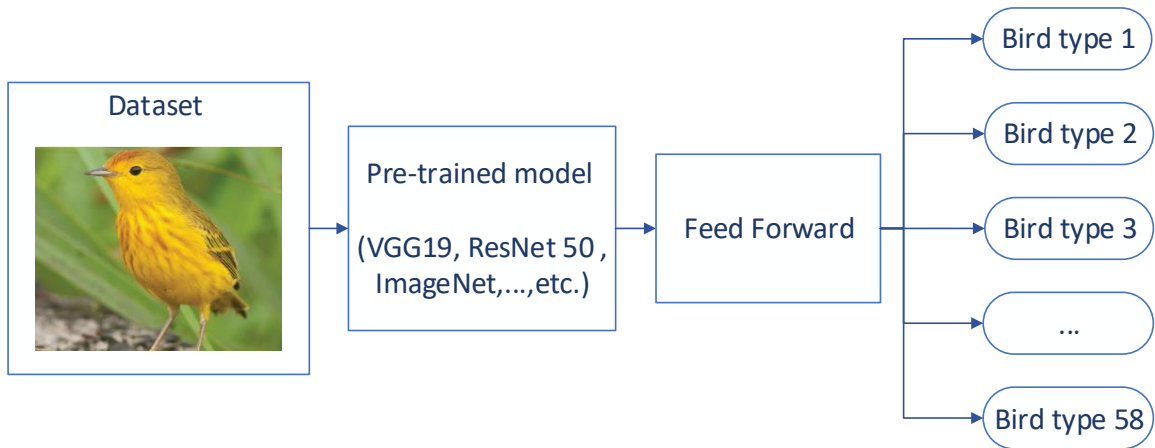 Dataset
Pre-trained model
(VGG19, ResNet 50 ,
ImageNet,...,etc.)
Feed Forward
Bird type 1
Bird type 2
Bird type 3
...
Bird type 58